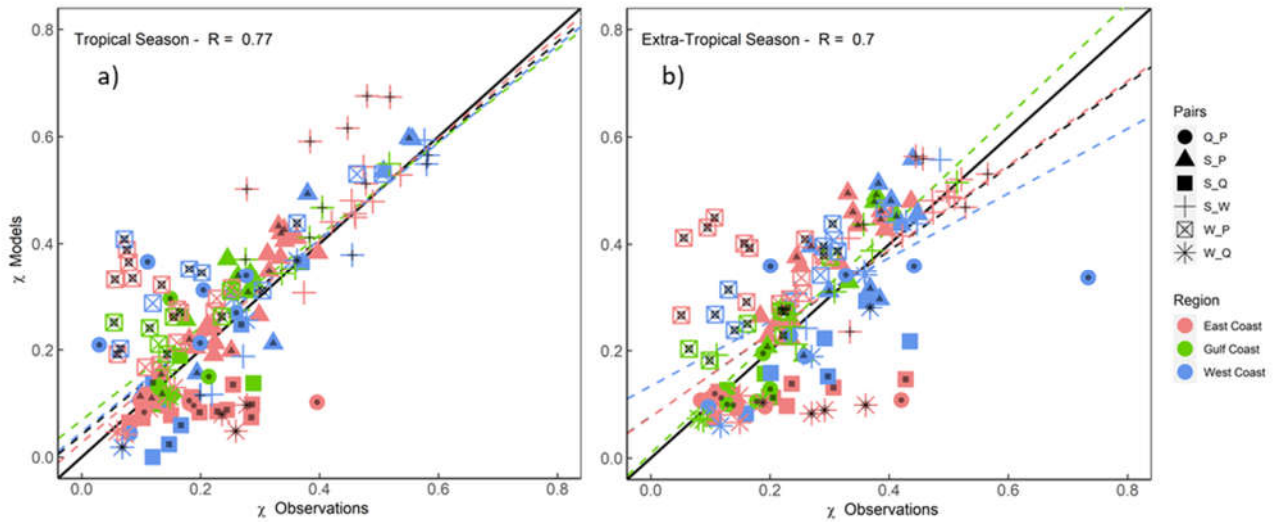 Tropical Season - R = 0.77
a)
0.8
0.6
0.4
0.2
0.0
χ Models
0.0 0.2 0.4 0.6 0.8
χ Observations
Extra-Tropical Season - R = 0.7
b)
0.8
0.6
0.4
0.2
0.0
χ Models
0.0 0.2 0.4 0.6 0.8
χ Observations
Pairs
Q_P
S_P
S_Q
S_W
W_P
W_Q
Region
East Coast
Gulf Coast
West Coast